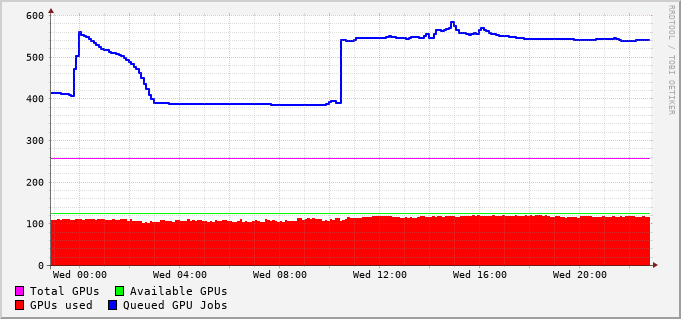 600
500
400
300
200
100
0
Wed 00:00 Wed 04:00 Wed 08:00 Wed 12:00 Wed 16:00 Wed 20:00
Total GPUs Available GPUs
GPUs used Queued GPU Jobs
RRDTOOL / TOBI OETIKER